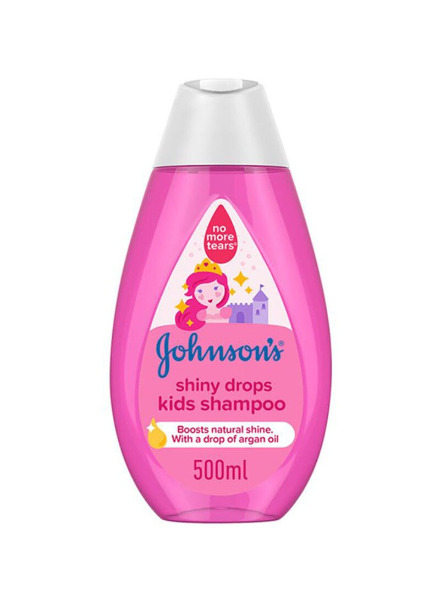 no
more
tears®
Johnson's®
shiny drops
kids shampoo
Boosts natural shine.
With a drop of argan oil
500ml